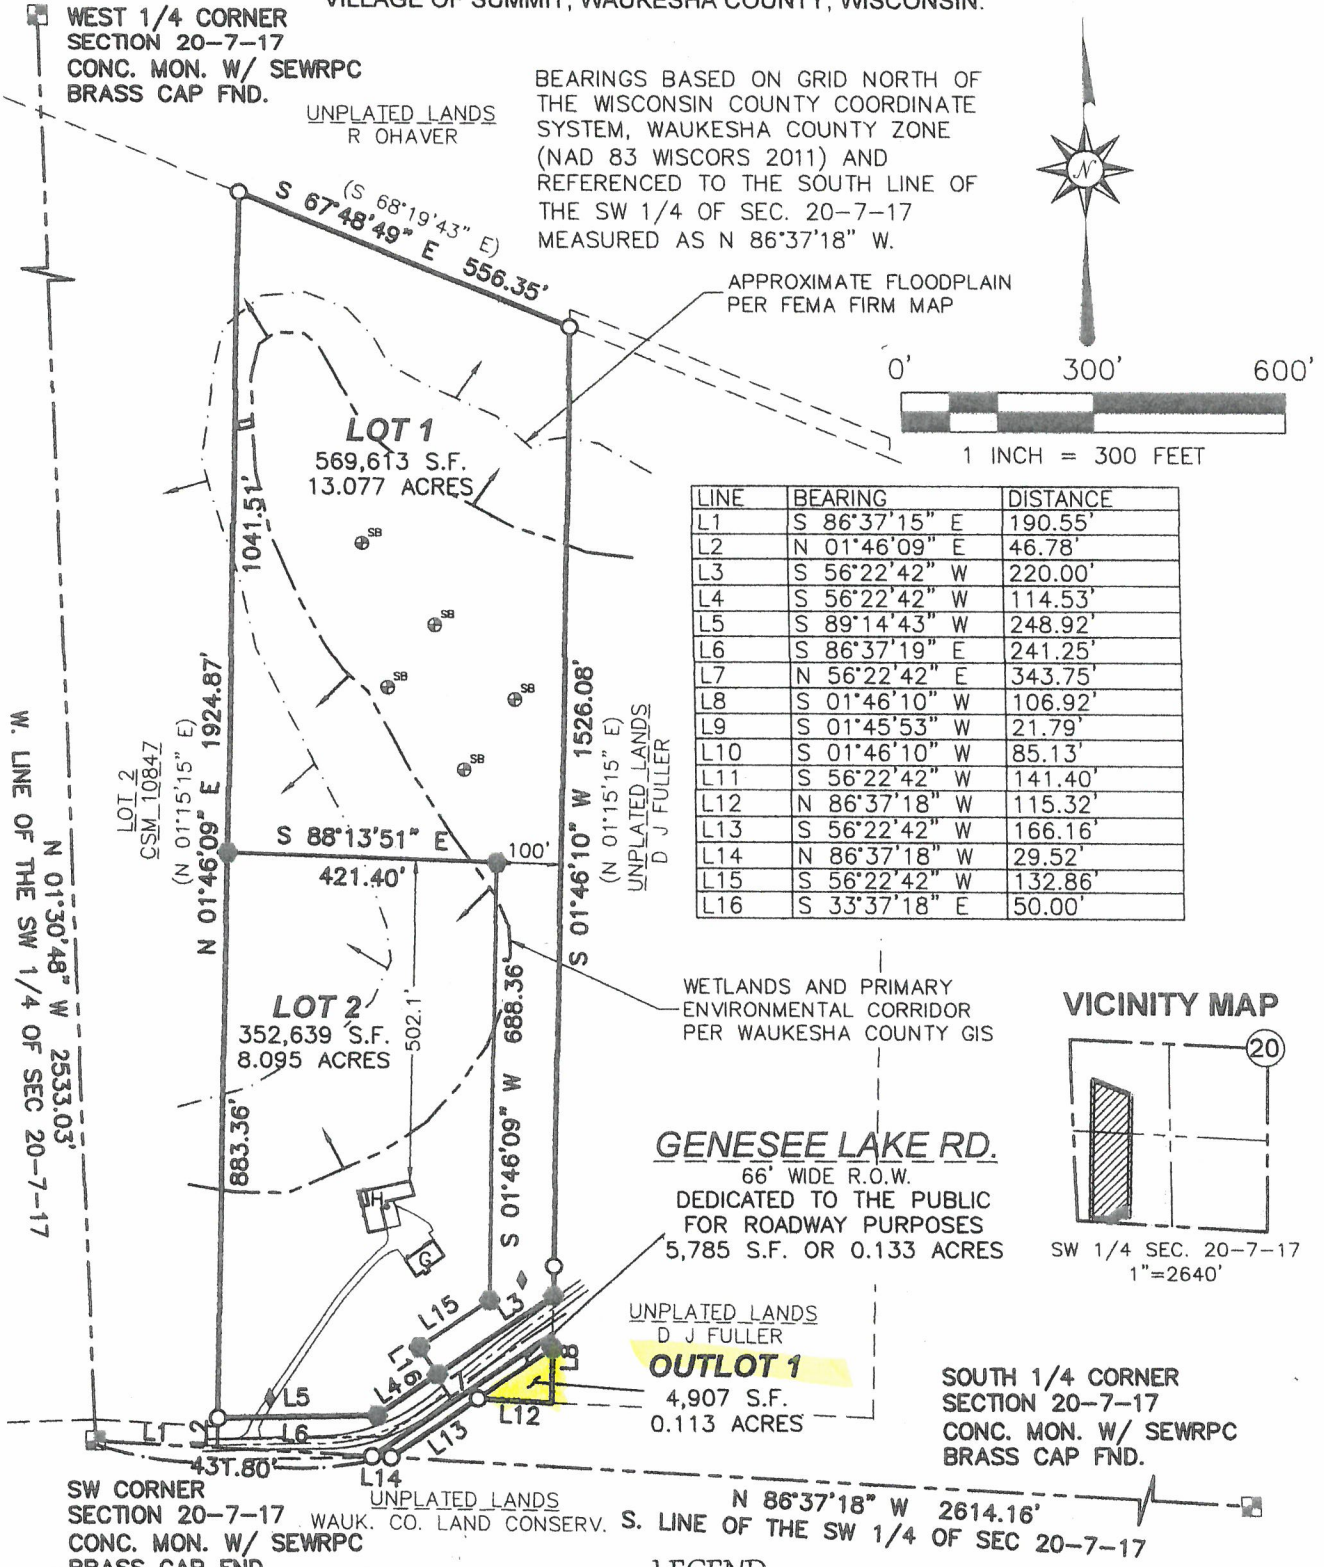 VILLAGE OF SUMMIT, WAUKESHA COUNTY, WISCONSIN.
WEST 1/4 CORNER
SECTION 20-7-17
CONC. MON. W/ SEWRPC
BRASS CAP FND.
UNPLATED LANDS
R OHAVER
BEARINGS BASED ON GRID NORTH OF
THE WISCONSIN COUNTY COORDINATE
SYSTEM, WAUKESHA COUNTY ZONE
(NAD 83 WISCORS 2011) AND
REFERENCED TO THE SOUTH LINE OF
THE SW 1/4 OF SEC. 20-7-17
MEASURED AS N 86°37'18" W.
N
(S 68°19'43" E)
S 67°48'49" E 556.35'
APPROXIMATE FLOODPLAIN
PER FEMA FIRM MAP
0' 300' 600'
1 INCH = 300 FEET
LOT 1
569,613 S.F.
13.077 ACRES
SB
SB
SB
SB
SB
1041.51'
LINE BEARING DISTANCE
L1 S 86°37'15" E 190.55'
L2 N 01°46'09" E 46.78'
L3 S 56°22'42" W 220.00'
L4 S 56°22'42" W 114.53'
L5 S 89°14'43" W 248.92'
L6 S 86°37'19" E 241.25'
L7 N 56°22'42" E 343.75'
L8 S 01°46'10" W 106.92'
L9 S 01°45'53" W 21.79'
L10 S 01°46'10" W 85.13'
L11 S 56°22'42" W 141.40'
L12 N 86°37'18" W 115.32'
L13 S 56°22'42" W 166.16'
L14 N 86°37'18" W 29.52'
L15 S 56°22'42" W 132.86'
L16 S 33°37'18" E 50.00'
W. LINE OF THE SW 1/4 OF SEC 20-7-17
N 01°30'48" W 2533.03'
LOT 2
CSM 10847
(N 01°15'15" E)
N 01°46'09" E 1924.87'
S 01°46'10" W 1526.08'
(N 01°15'15" E)
UNPLATED LANDS
D J FULLER
S 88°13'51" E
421.40'
100'
LOT 2
352,639 S.F.
8.095 ACRES
502.1'
S 01°46'09" W 688.36'
883.36'
WETLANDS AND PRIMARY
ENVIRONMENTAL CORRIDOR
PER WAUKESHA COUNTY GIS
VICINITY MAP
20
SW 1/4 SEC. 20-7-17
1"=2640'
GENESEE LAKE RD.
66' WIDE R.O.W.
DEDICATED TO THE PUBLIC
FOR ROADWAY PURPOSES
5,785 S.F. OR 0.133 ACRES
H
G
L15
L3
L16
L4
L5
L6
L1
L8
L12
L13
L14
431.80'
UNPLATED LANDS
D J FULLER
OUTLOT 1
4,907 S.F.
0.113 ACRES
SOUTH 1/4 CORNER
SECTION 20-7-17
CONC. MON. W/ SEWRPC
BRASS CAP FND.
SW CORNER
SECTION 20-7-17
CONC. MON. W/ SEWRPC
BRASS CAP FND.
UNPLATED LANDS
WAUK. CO. LAND CONSERV.
N 86°37'18" W 2614.16'
S. LINE OF THE SW 1/4 OF SEC 20-7-17
LEGEND